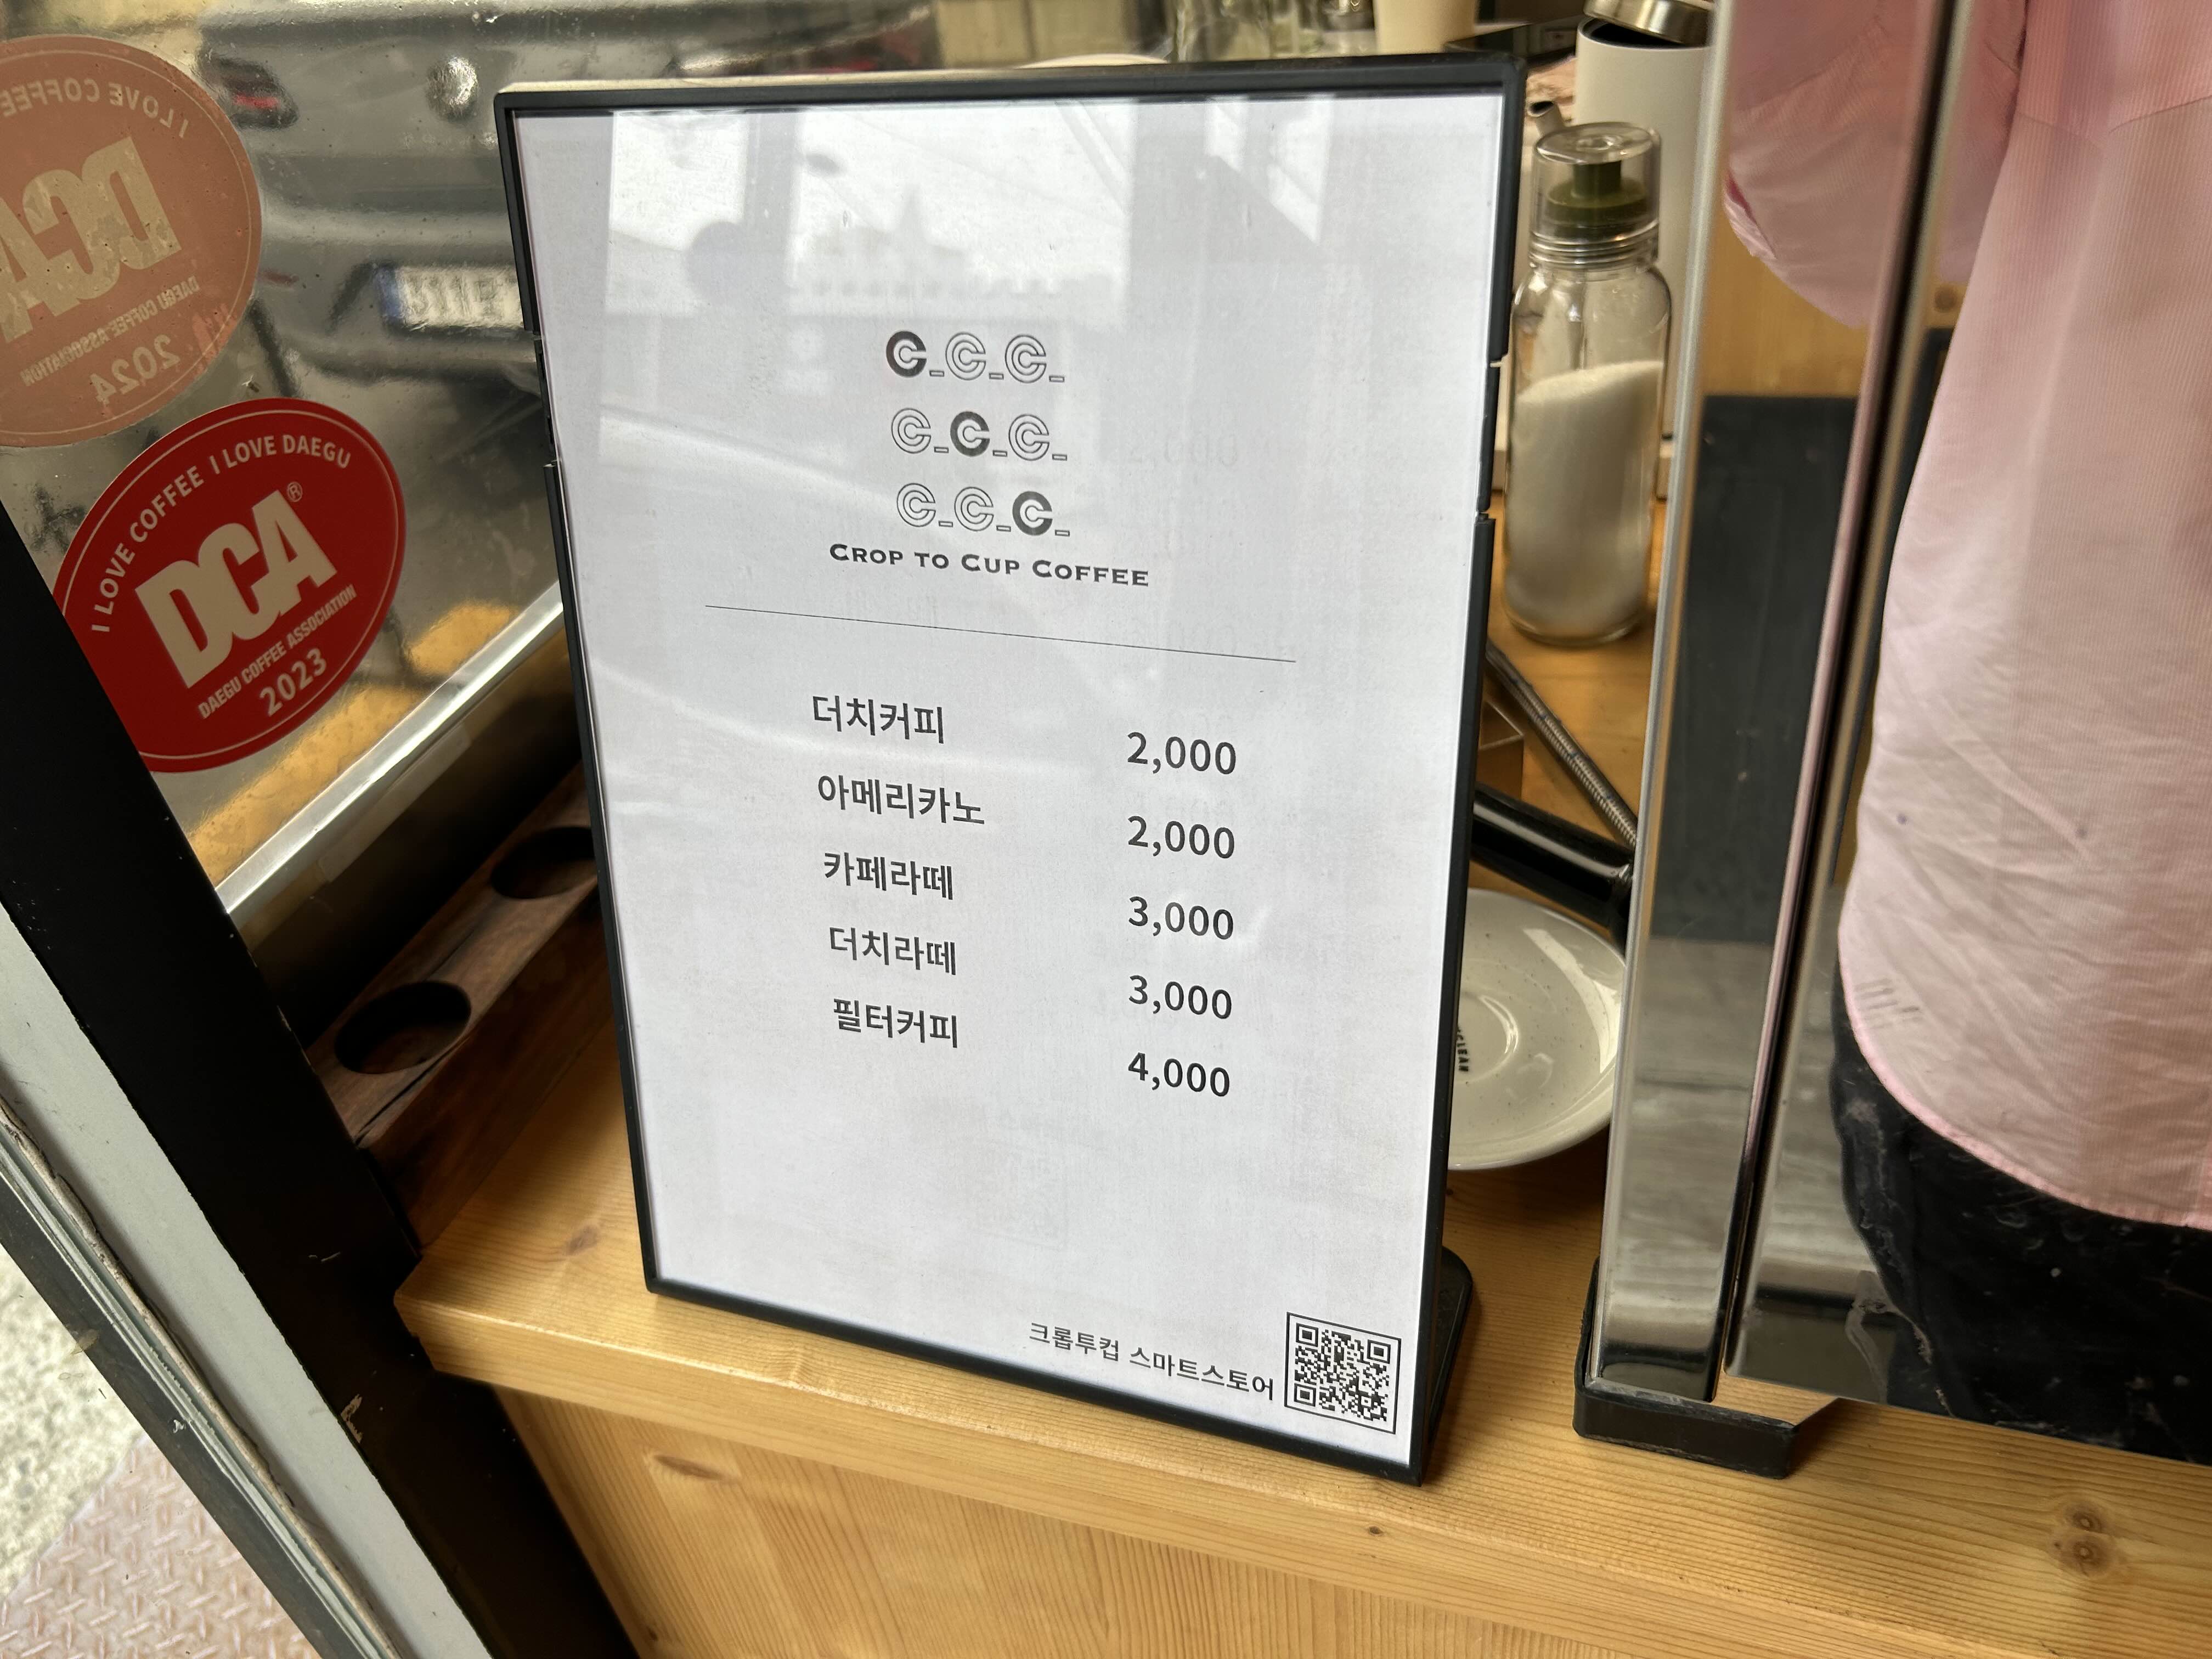 C_C_C_
C_C_C_
C_C_C_
CROP TO CUP COFFEE
더치커피 2,000
아메리카노 2,000
카페라떼 3,000
더치라떼 3,000
필터커피 4,000
크롭투컵 스마트스토어
I LOVE COFFEE
DCA
DAEGU COFFEE ASSOCIATION
2024
I LOVE COFFEE I LOVE DAEGU
DCA®
DAEGU COFFEE ASSOCIATION
2023